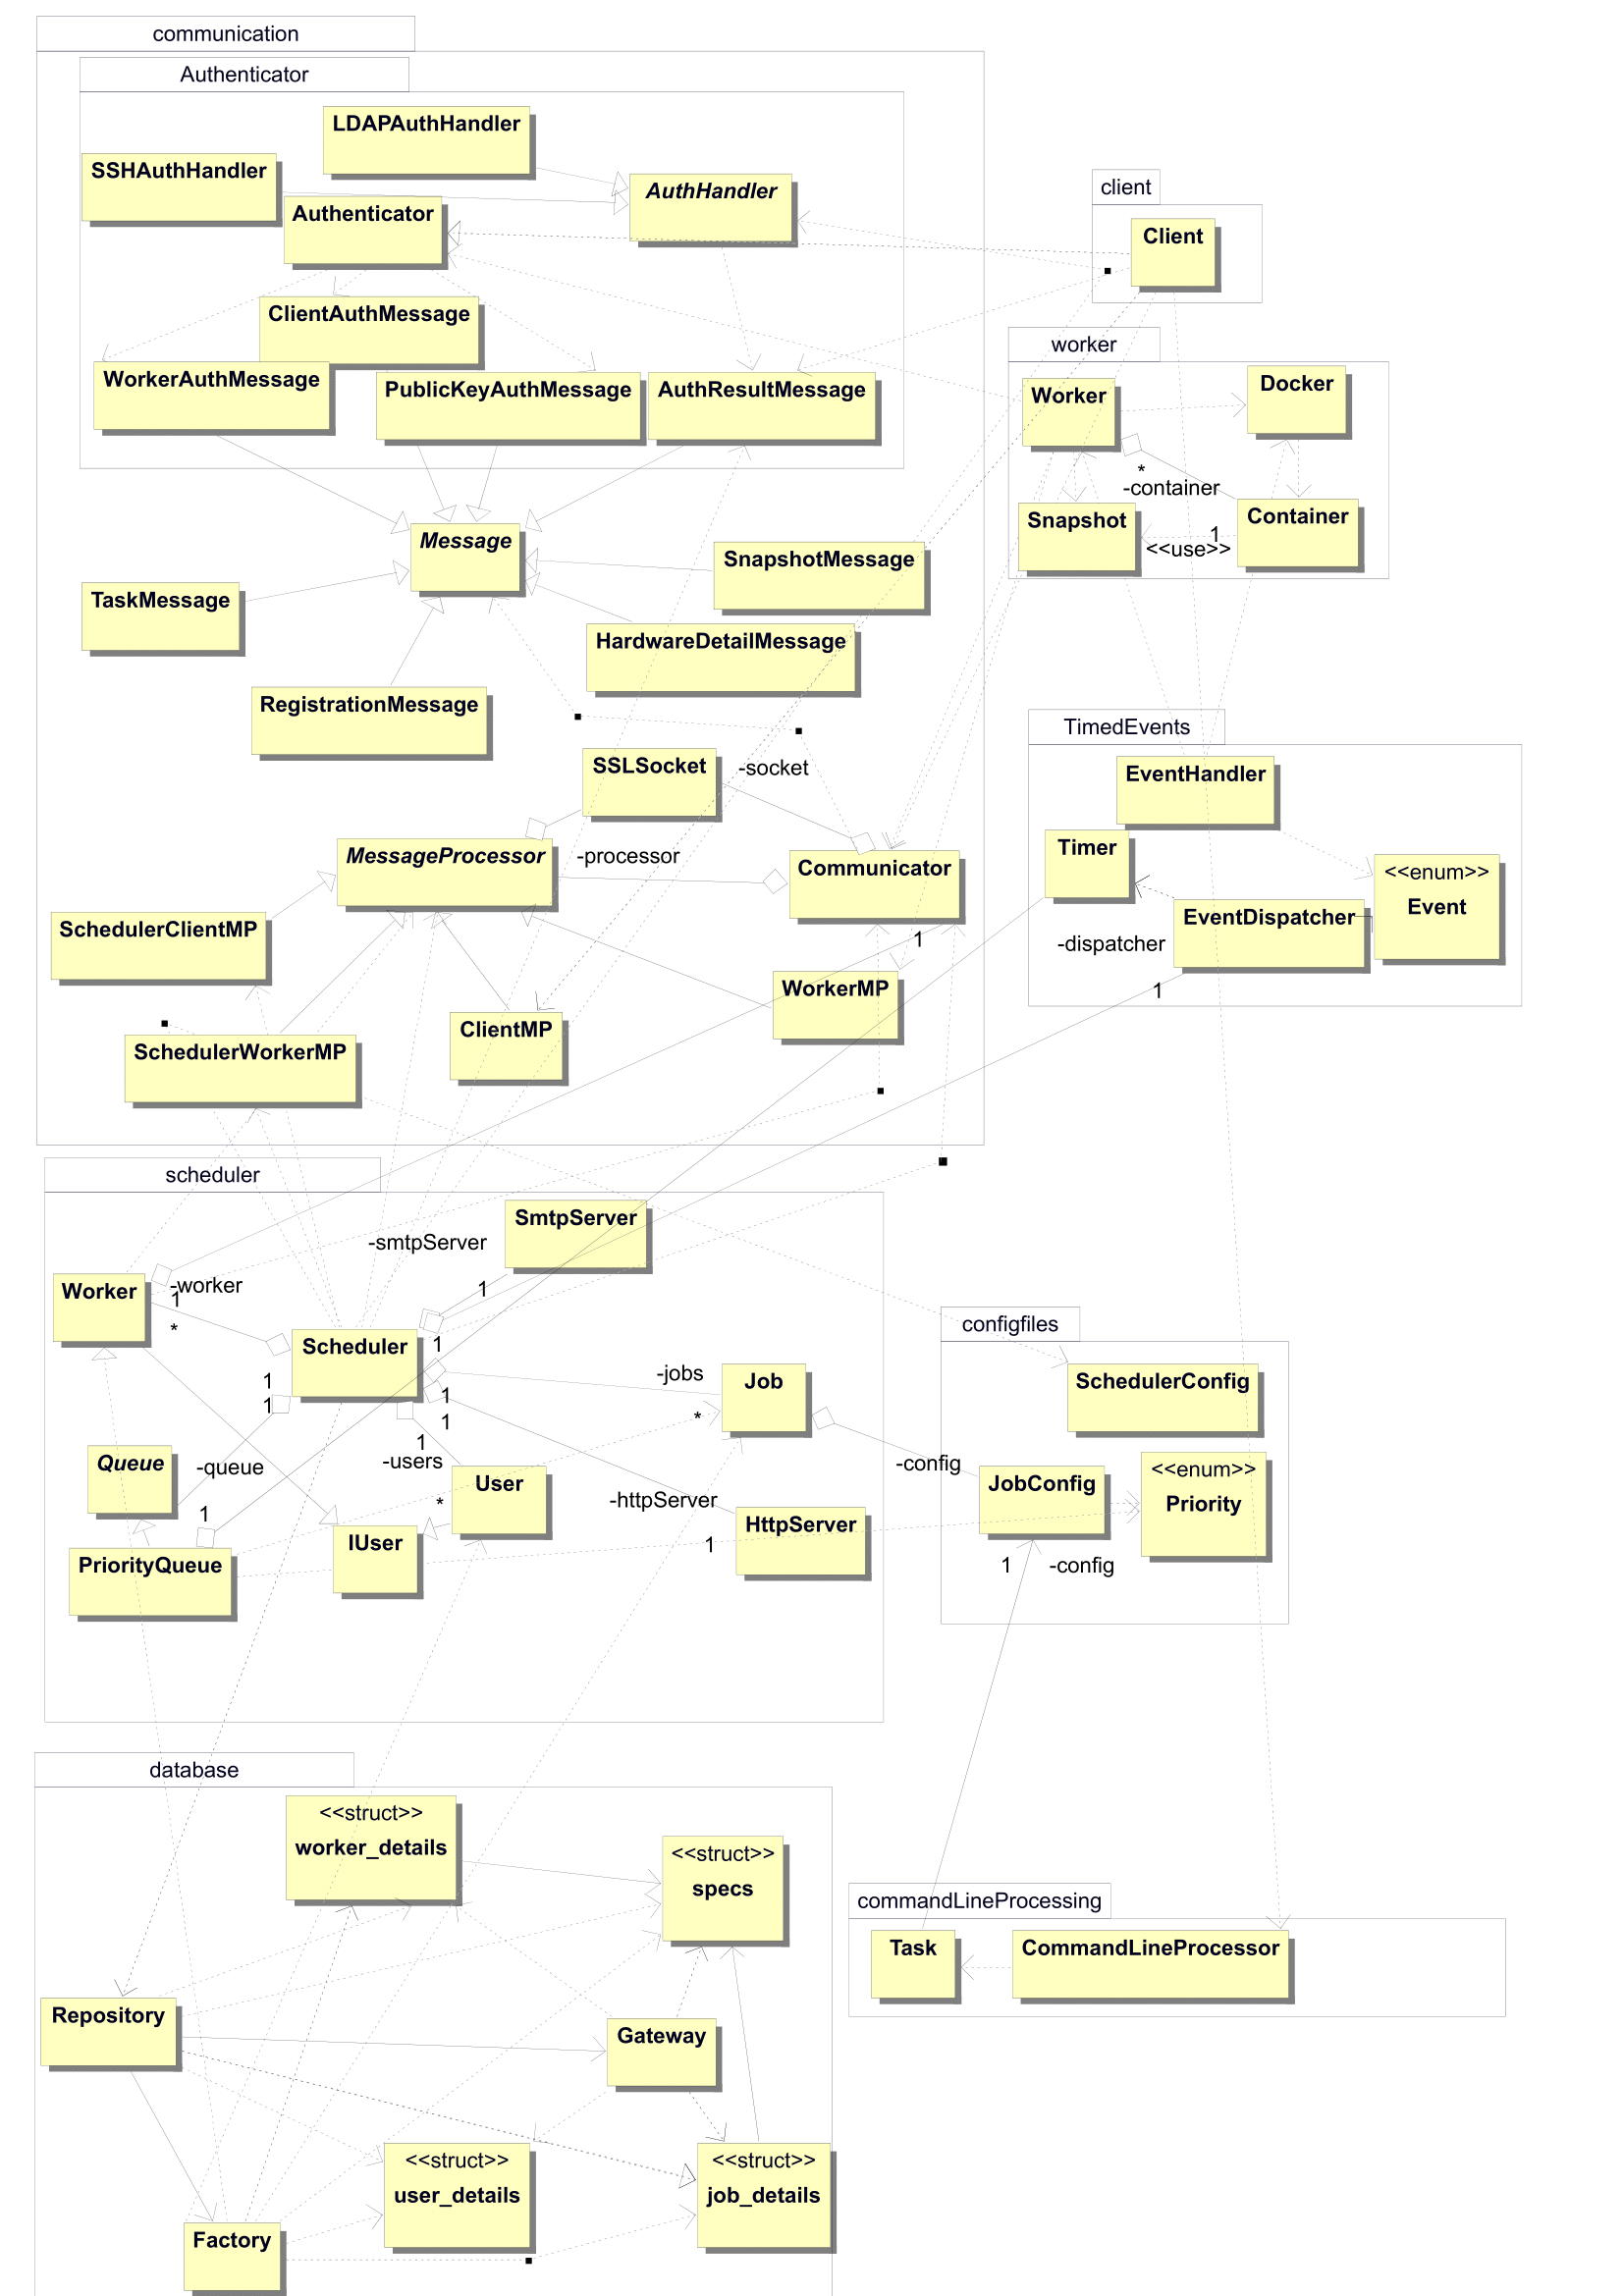 communication
Authenticator
LDAPAuthHandler
SSHAuthHandler
AuthHandler
Authenticator
ClientAuthMessage
WorkerAuthMessage
PublicKeyAuthMessage
AuthResultMessage
Message
SnapshotMessage
TaskMessage
HardwareDetailMessage
RegistrationMessage
SSLSocket
-socket
MessageProcessor
-processor
Communicator
1
SchedulerClientMP
WorkerMP
ClientMP
SchedulerWorkerMP
client
Client
worker
Worker
Docker
*
-container
Snapshot
Container
1
<<use>>
TimedEvents
EventHandler
Timer
<<enum>>
Event
EventDispatcher
-dispatcher
1
scheduler
SmtpServer
-smtpServer
1
Worker
-worker
1
*
Scheduler
1
1
1
-jobs
Job
1
1
*
1
-users
Queue
-queue
User
*
1
-httpServer
HttpServer
1
IUser
PriorityQueue
configfiles
SchedulerConfig
-config
JobConfig
<<enum>>
Priority
1
-config
database
<<struct>>
worker_details
<<struct>>
specs
Repository
Gateway
<<struct>>
user_details
<<struct>>
job_details
Factory
commandLineProcessing
Task
CommandLineProcessor